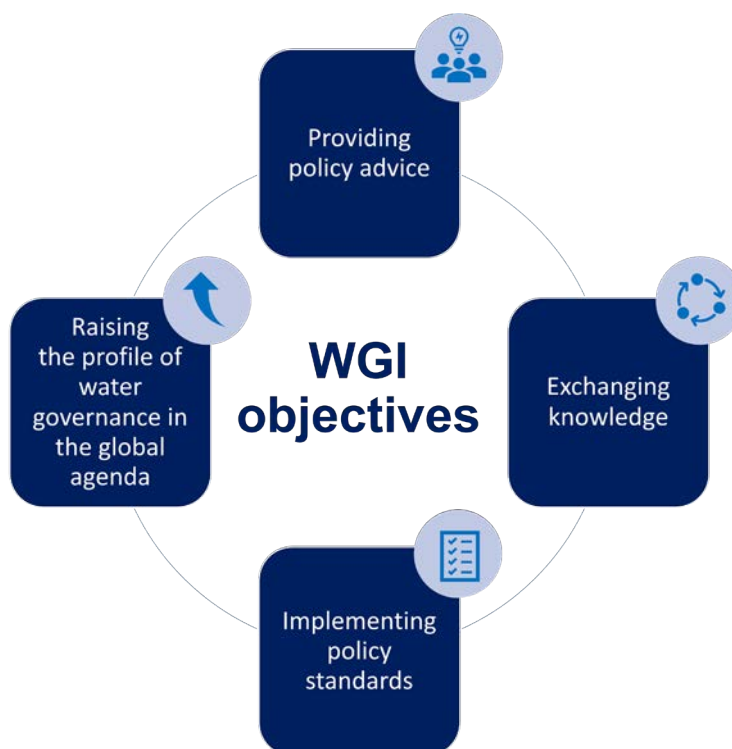 Providing
policy advice
Raising
the profile of
water
governance in
the global
agenda
WGI
objectives
Exchanging
knowledge
Implementing
policy
standards